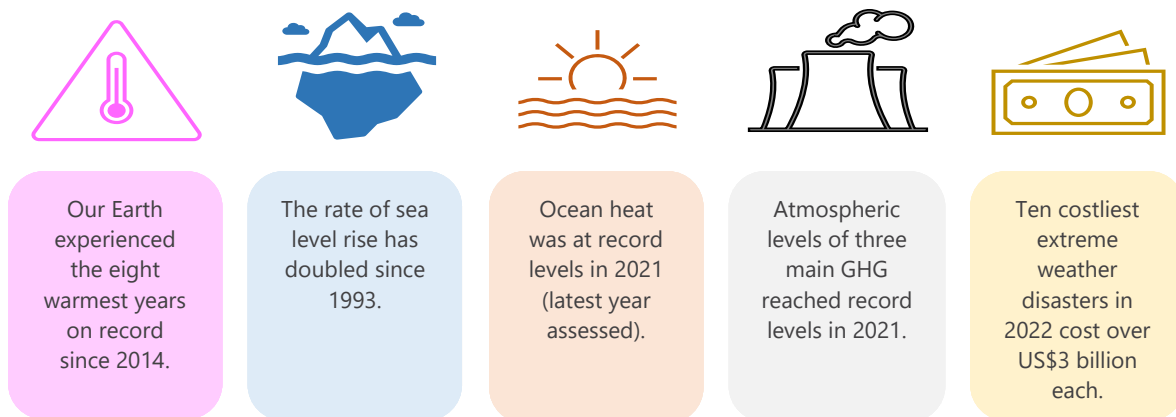 Our Earth
experienced
the eight
warmest years
on record
since 2014.
The rate of sea
level rise has
doubled since
1993.
Ocean heat
was at record
levels in 2021
(latest year
assessed).
Atmospheric
levels of three
main GHG
reached record
levels in 2021.
Ten costliest
extreme
weather
disasters in
2022 cost over
US$3 billion
each.